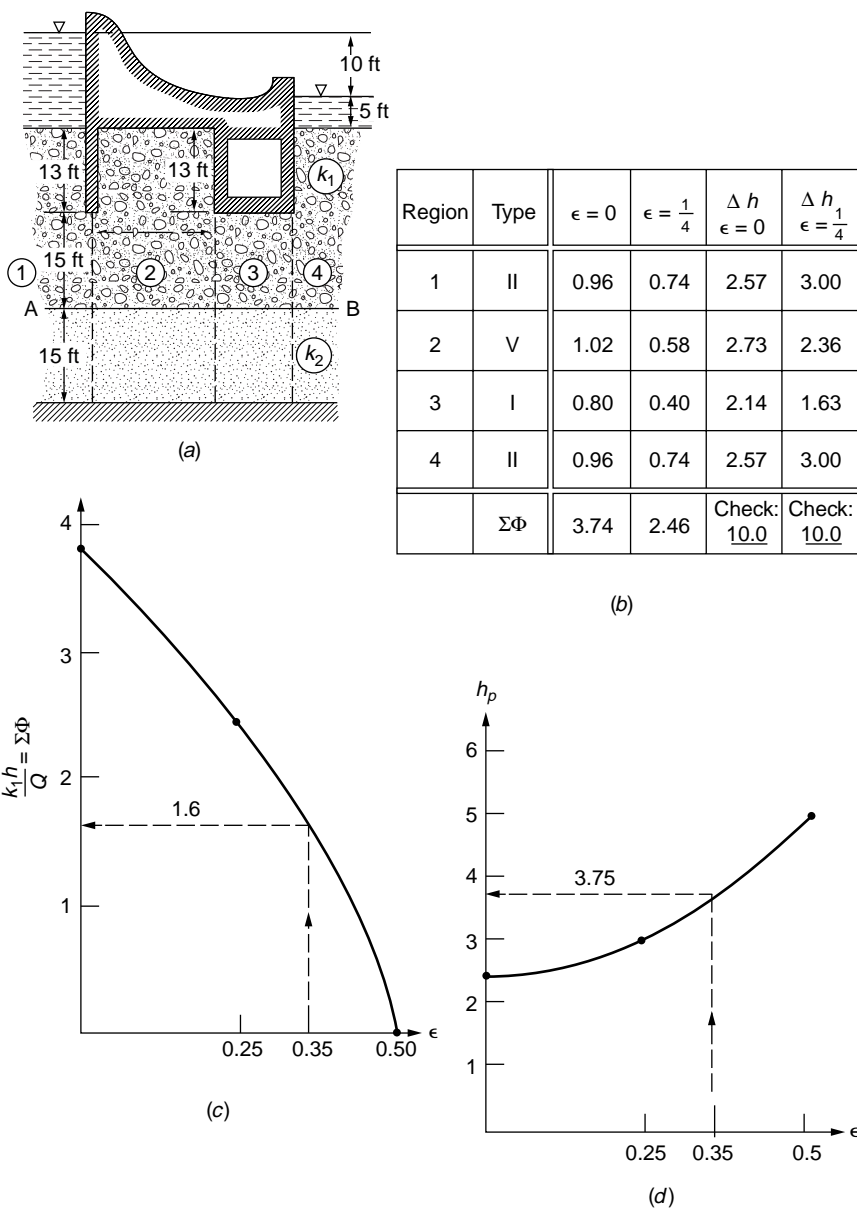 10 ft
5 ft
13 ft
13 ft
k1
15 ft
1
2
3
4
A
B
15 ft
k2
(a)
Region Type ϵ = 0 ϵ = 1/4 Δ h ϵ = 0 Δ h ϵ = 1/4
1 II 0.96 0.74 2.57 3.00
2 V 1.02 0.58 2.73 2.36
3 I 0.80 0.40 2.14 1.63
4 II 0.96 0.74 2.57 3.00
ΣΦ 3.74 2.46 Check: 10.0 Check: 10.0
(b)
4
3
k1h/Q = ΣΦ
2
1.6
1
0.25 0.35 0.50 ϵ
(c)
hp
6
5
4
3.75
3
2
1
0.25 0.35 0.5 ϵ
(d)